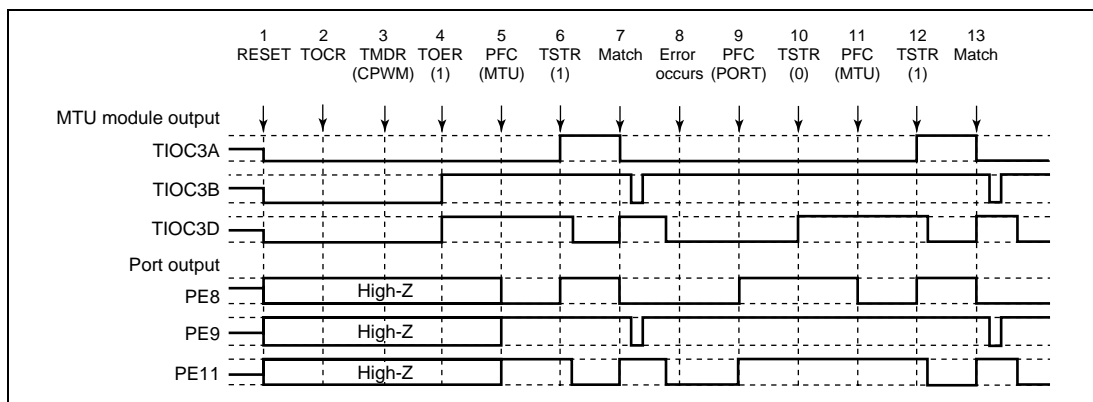 1 2 3 4 5 6 7 8 9 10 11 12 13
RESET TOCR TMDR TOER PFC TSTR Match Error PFC TSTR PFC TSTR Match
(CPWM) (1) (MTU) (1) occurs (PORT) (0) (MTU) (1)
MTU module output
TIOC3A
TIOC3B
TIOC3D
Port output
PE8 High-Z
PE9 High-Z
PE11 High-Z